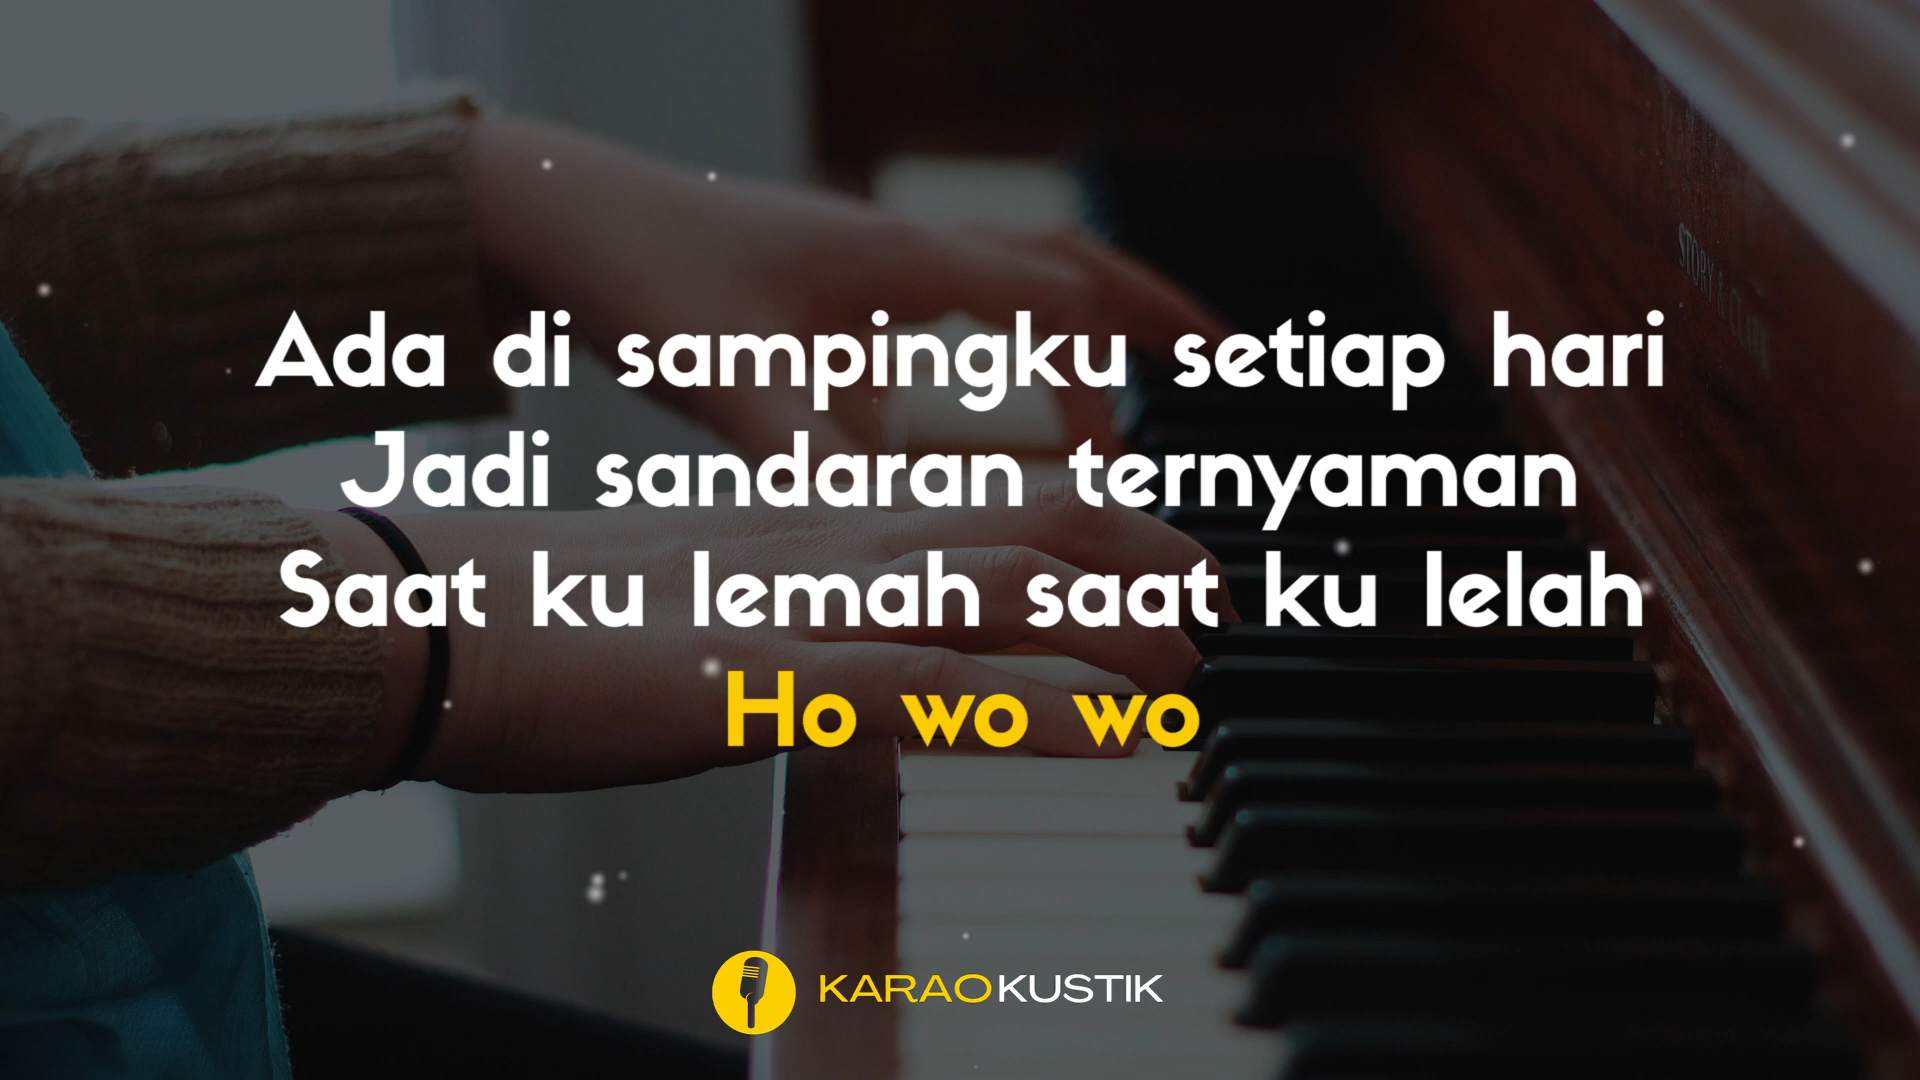 Ada di sampingku setiap hari
Jadi sandaran ternyaman
Saat ku lemah saat ku lelah
Ho wo wo
KARAOKUSTIK